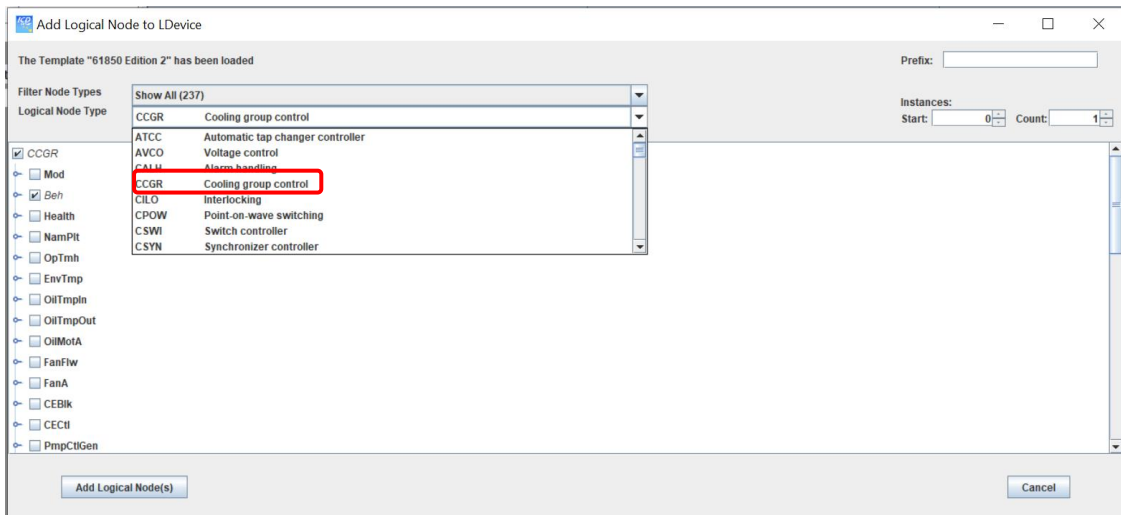 ICD Add Logical Node to LDevice
The Template "61850 Edition 2" has been loaded
Prefix:
Filter Node Types
Show All (237)
Logical Node Type
CCGR Cooling group control
Instances:
Start: 0 Count: 1
ATCC Automatic tap changer controller
AVCO Voltage control
CALH Alarm handling
CCGR Cooling group control
CILO Interlocking
CPOW Point-on-wave switching
CSWI Switch controller
CSYN Synchronizer controller
CCGR
Mod
Beh
Health
NamPlt
OpTmh
EnvTmp
OilTmpIn
OilTmpOut
OilMotA
FanFlw
FanA
CEBlk
CECtl
PmpCtlGen
Add Logical Node(s)
Cancel